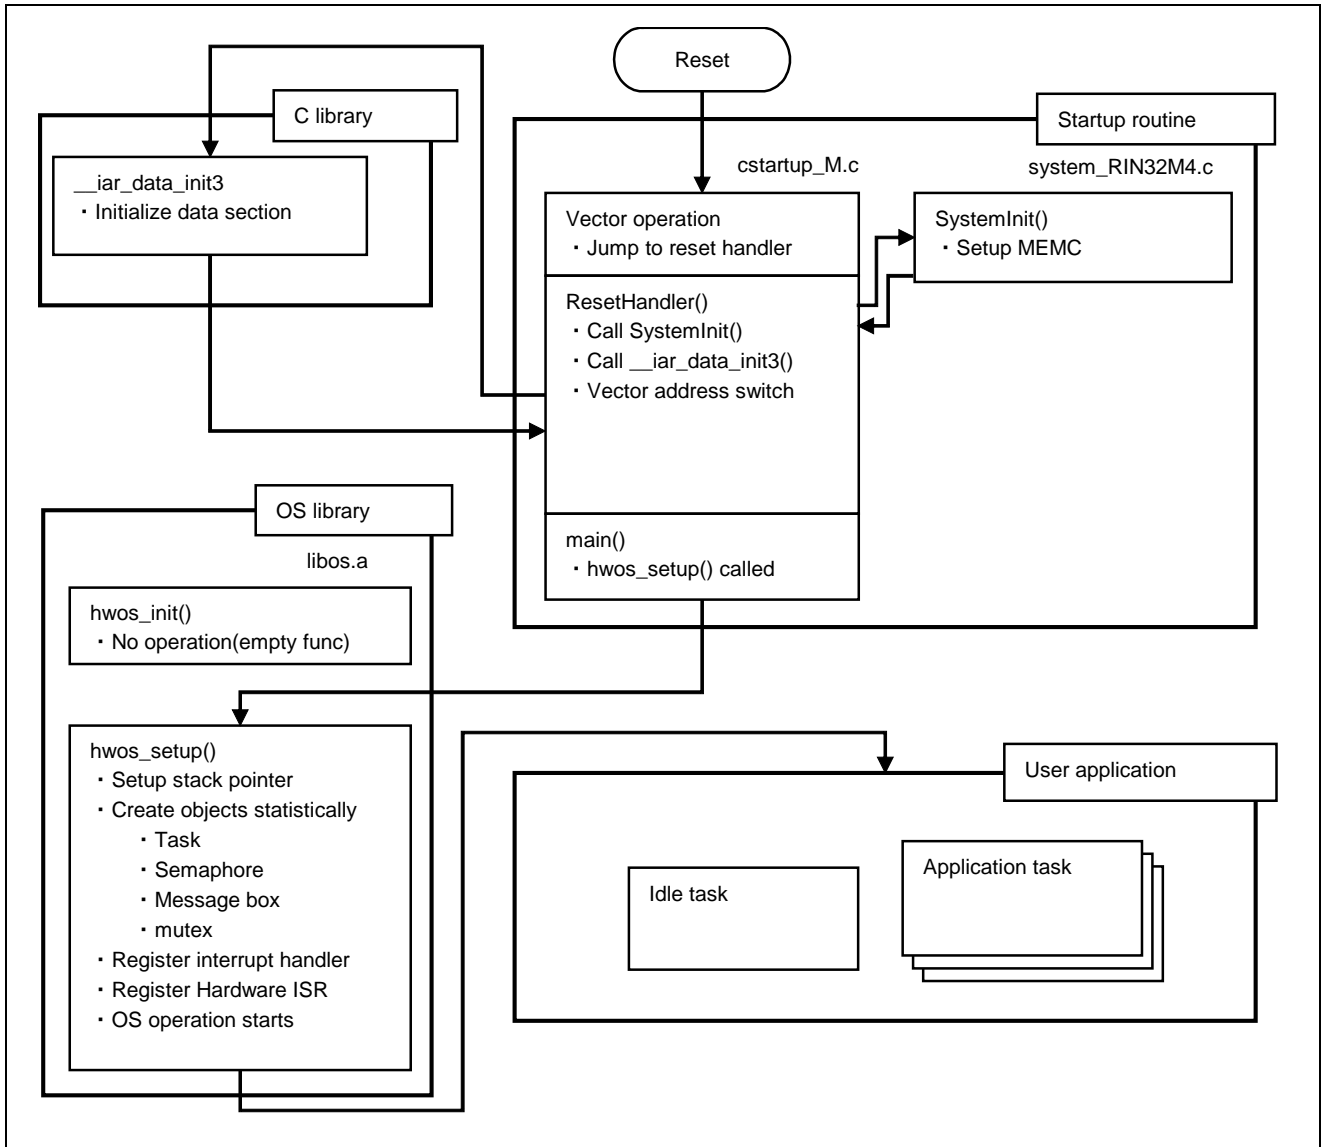 Reset
C library
__iar_data_init3
・Initialize data section
Startup routine
cstartup_M.c
system_RIN32M4.c
Vector operation
・Jump to reset handler
SystemInit()
・Setup MEMC
ResetHandler()
・Call SystemInit()
・Call __iar_data_init3()
・Vector address switch
main()
・hwos_setup() called
OS library
libos.a
hwos_init()
・No operation(empty func)
hwos_setup()
・Setup stack pointer
・Create objects statistically
・Task
・Semaphore
・Message box
・mutex
・Register interrupt handler
・Register Hardware ISR
・OS operation starts
User application
Idle task
Application task